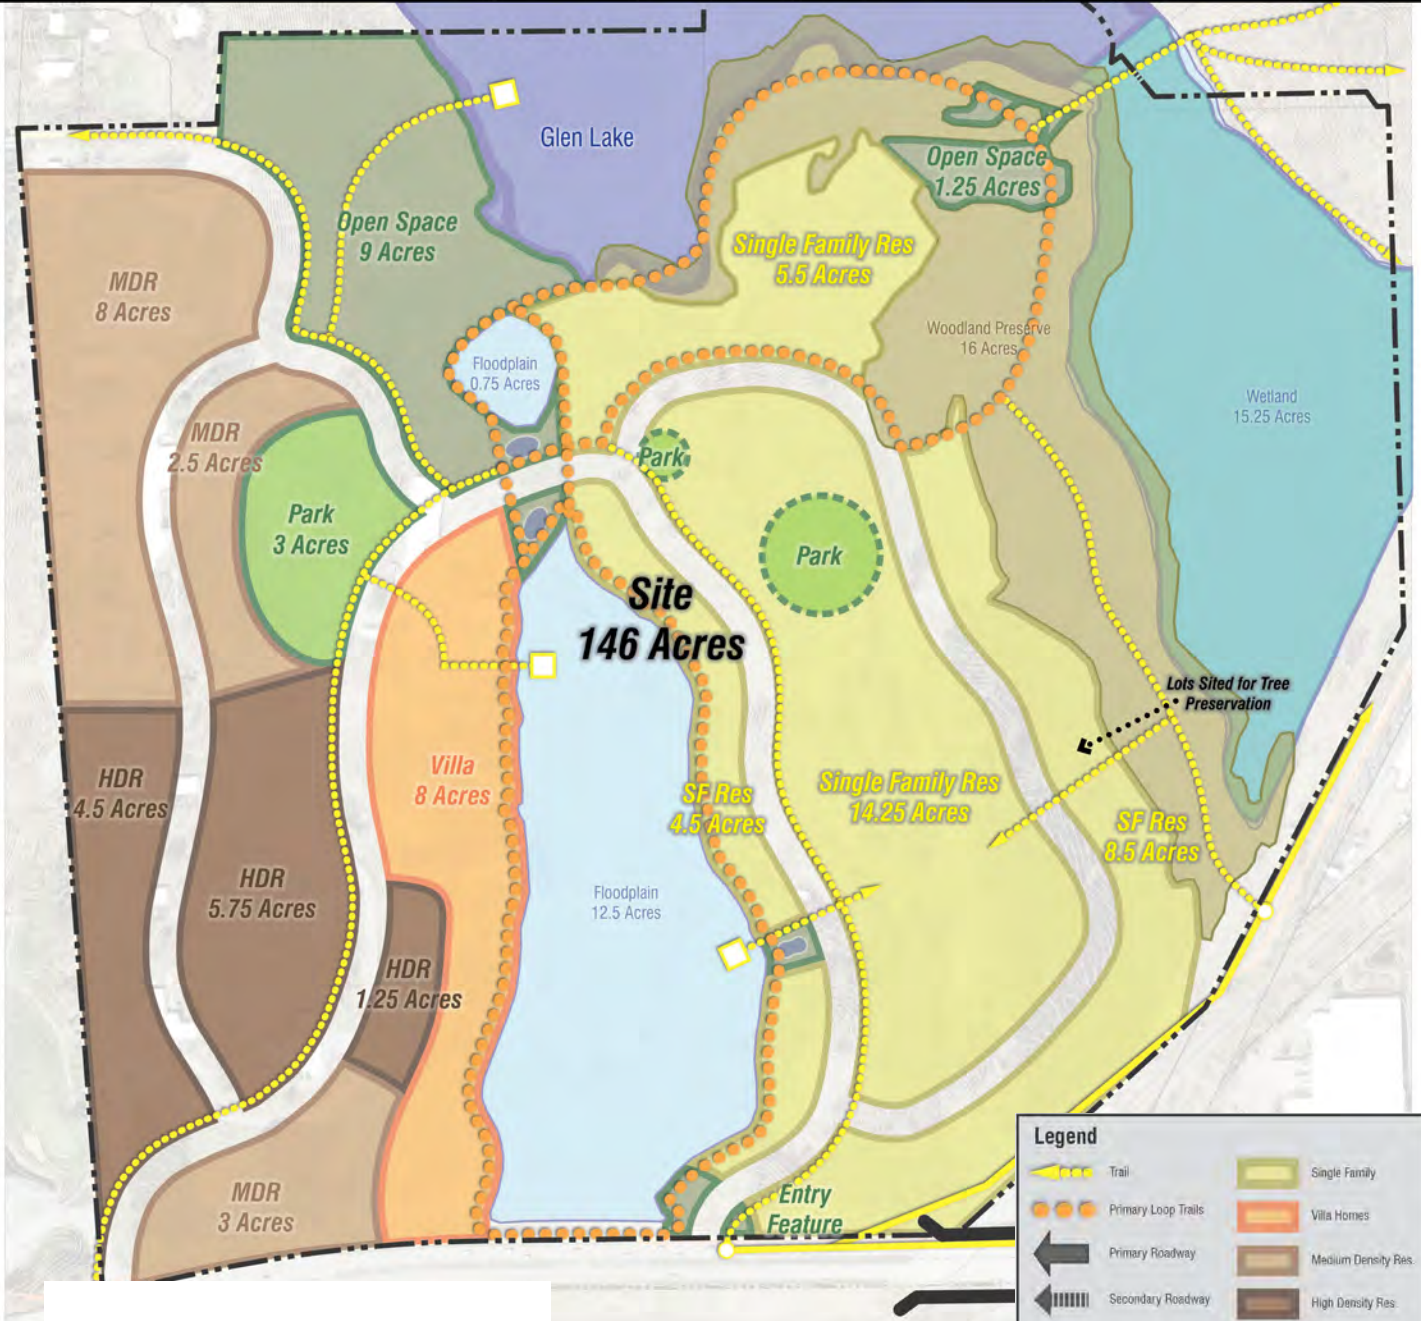 Glen Lake
Open Space
1.25 Acres
Open Space
9 Acres
Single Family Res
5.5 Acres
MDR
8 Acres
Woodland Preserve
16 Acres
Floodplain
0.75 Acres
Wetland
15.25 Acres
MDR
2.5 Acres
Park
Park
3 Acres
Park
Site
146 Acres
Lots Sited for Tree
Preservation
HDR
4.5 Acres
Villa
8 Acres
SF Res
4.5 Acres
Single Family Res
14.25 Acres
SF Res
8.5 Acres
HDR
5.75 Acres
Floodplain
12.5 Acres
HDR
1.25 Acres
MDR
3 Acres
Entry
Feature
Legend
Trail
Primary Loop Trails
Primary Roadway
Secondary Roadway
Single Family
Villa Homes
Medium Density Res.
High Density Res.